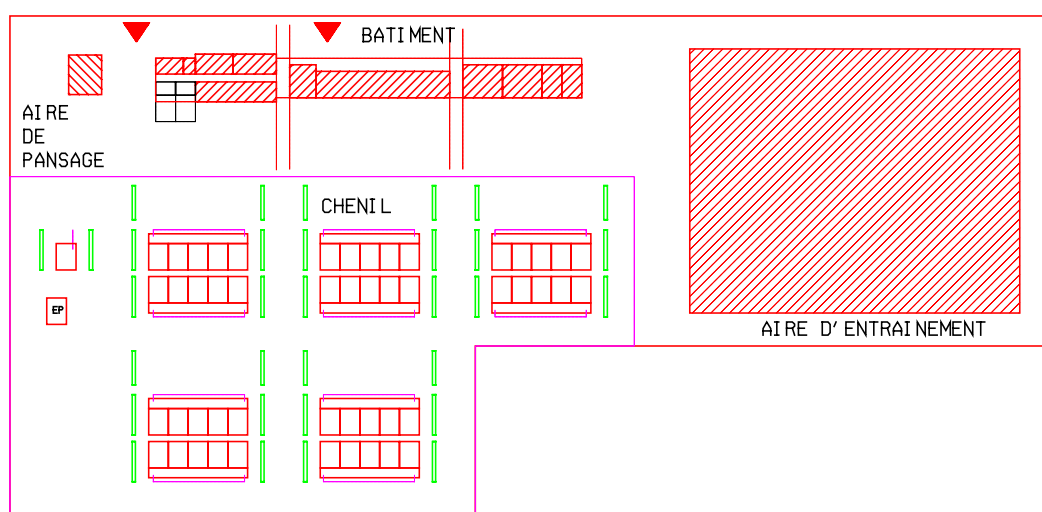 BATIMENT
AIRE
DE
PANSAGE
CHENIL
EP
AIRE D'ENTRAINEMENT